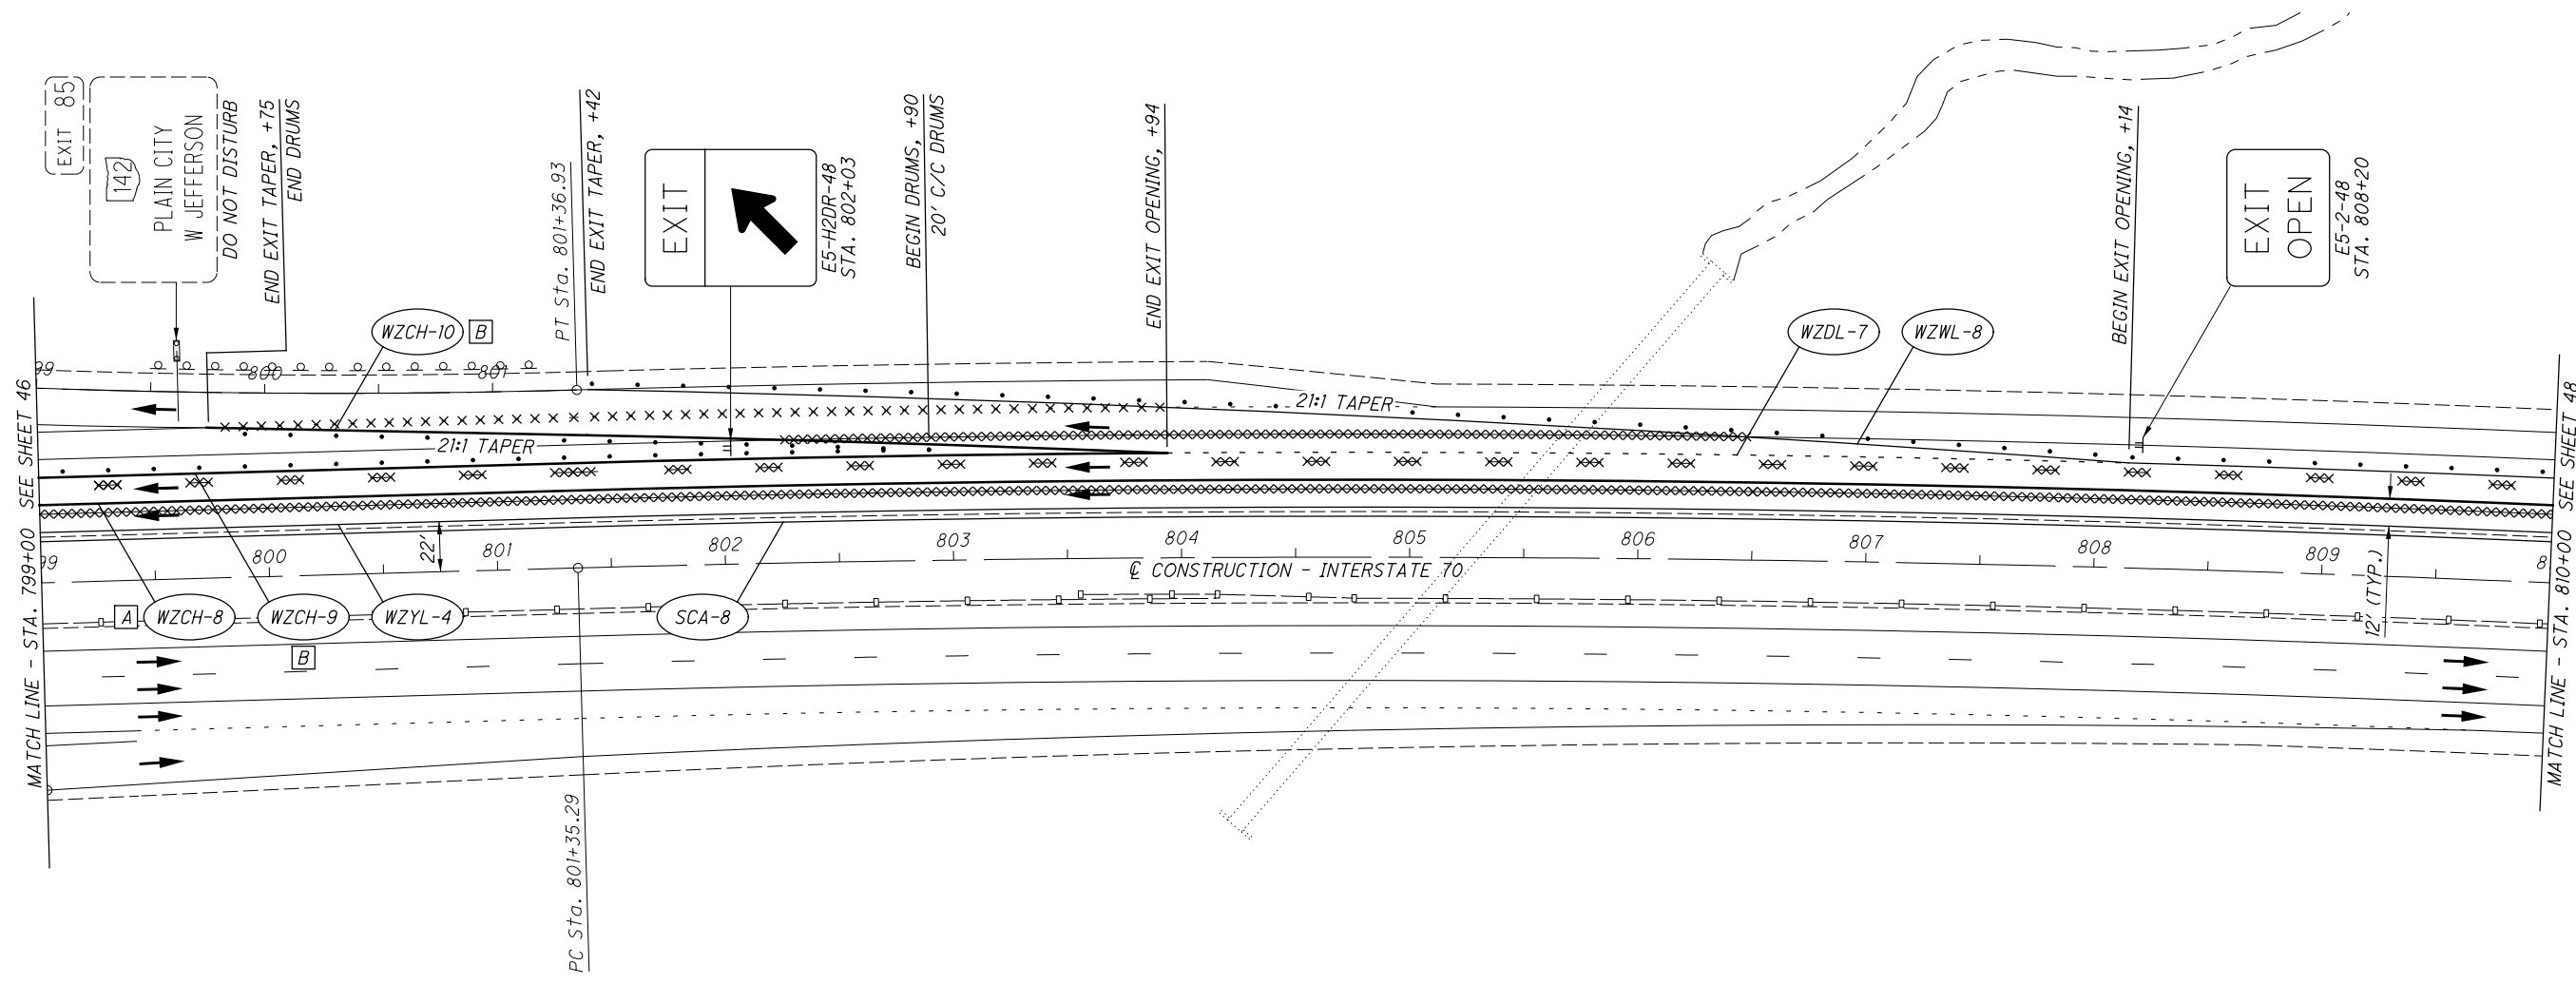 EXIT 85
142
PLAIN CITY
W JEFFERSON
DO NOT DISTURB
END EXIT TAPER, +75
END DRUMS
PT Sta. 801+36.93
END EXIT TAPER, +42
EXIT
E5-H2DR-48
STA. 802+03
BEGIN DRUMS, +90
20' C/C DRUMS
END EXIT OPENING, +94
BEGIN EXIT OPENING, +14
EXIT
OPEN
E5-2-48
STA. 808+20
WZCH-10
B
WZDL-7
WZWL-8
99
800
801
21:1 TAPER
21:1 TAPER
MATCH LINE - STA. 799+00 SEE SHEET 46
MATCH LINE - STA. 810+00 SEE SHEET 48
99
800
801
802
803
804
805
806
807
808
809
8
22'
℄ CONSTRUCTION - INTERSTATE 70
12' (TYP.)
A
WZCH-8
WZCH-9
WZYL-4
SCA-8
B
PC Sta. 801+35.29